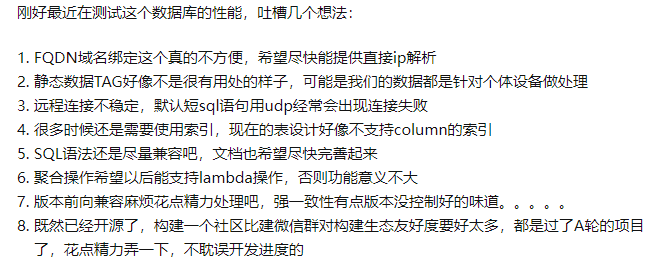 刚好最近在测试这个数据库的性能，吐槽几个想法：
1. FQDN域名绑定这个真的不方便，希望尽快能提供直接ip解析
2. 静态数据TAG好像不是很有用处的样子，可能是我们的数据都是针对个体设备做处理
3. 远程连接不稳定，默认短sql语句用udp经常会出现连接失败
4. 很多时候还是需要使用索引，现在的表设计好像不支持column的索引
5. SQL语法还是尽量兼容吧，文档也希望尽快完善起来
6. 聚合操作希望以后能支持lambda操作，否则功能意义不大
7. 版本前向兼容麻烦花点精力处理吧，强一致性有点版本没控制好的味道。。。。。
8. 既然已经开源了，构建一个社区比建微信群对构建生态友好度要好太多，都是过了A轮的项目
了，花点精力弄一下，不耽误开发进度的